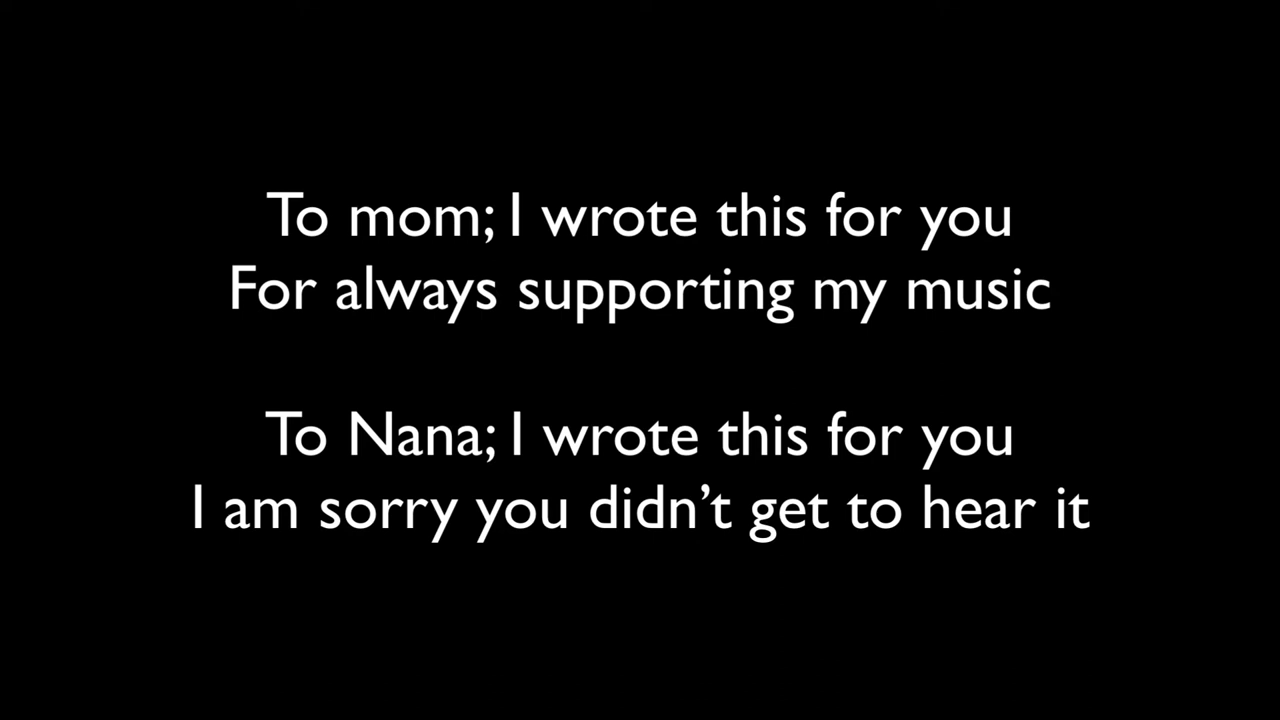 To mom; I wrote this for you
For always supporting my music
To Nana; I wrote this for you
I am sorry you didn’t get to hear it